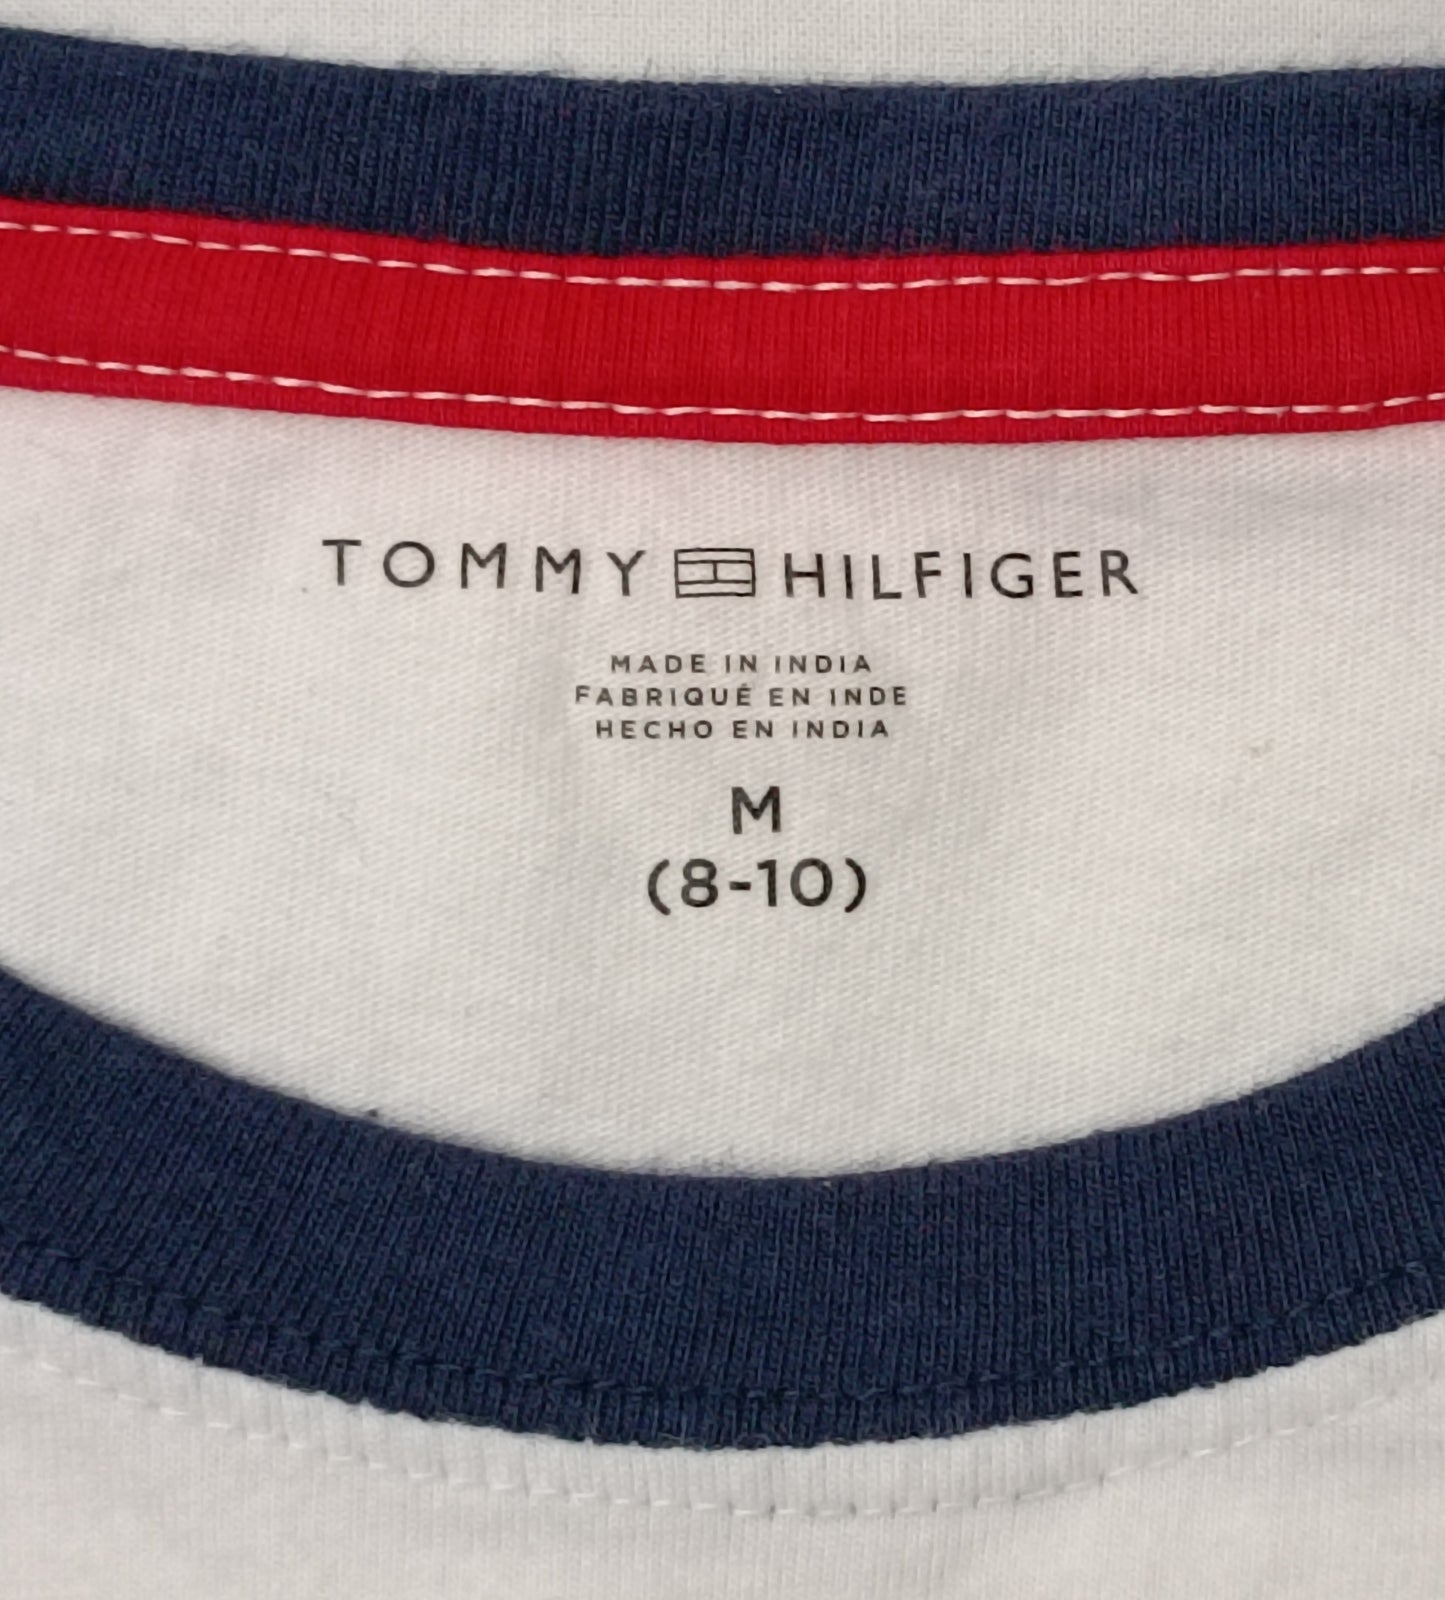 TOMMY HILFIGER
MADE IN INDIA
FABRIQUÉ EN INDE
HECHO EN INDIA
M
(8-10)